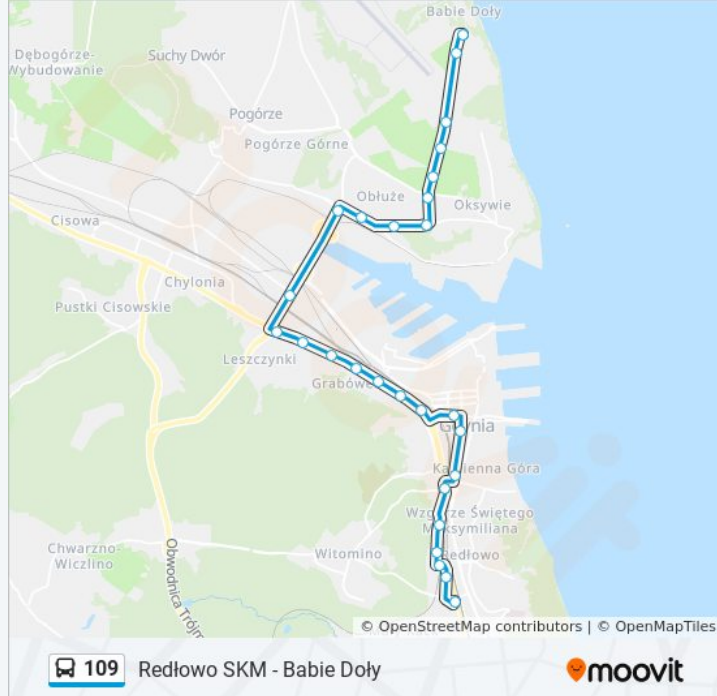 Babie Doły
Dębogórze-
Wybudowanie
Suchy Dwór
Pogórze
Pogórze Górne
Obłuże
Oksywie
Cisowa
Chylonia
Pustki Cisowskie
Leszczynki
Grabówe
Gdynia
Kamienna Góra
Wzgórze Świętego
Maksymiliana
Redłowo
Witomino
Chwarzno-
Wiczlino
Obwodnica Trójm
© OpenStreetMap contributors | © OpenMapTiles
109 Redłowo SKM - Babie Doły
moovit